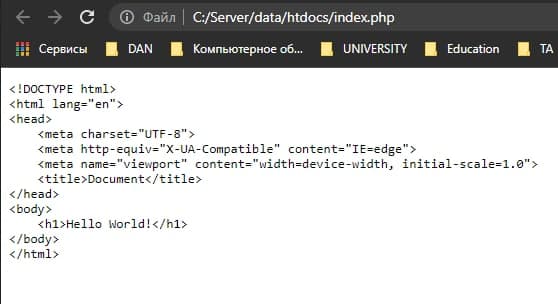 Файл | C:/Server/data/htdocs/index.php
Сервисы DAN Компьютерное об... UNIVERSITY Education TA
<!DOCTYPE html>
<html lang="en">
<head>
    <meta charset="UTF-8">
    <meta http-equiv="X-UA-Compatible" content="IE=edge">
    <meta name="viewport" content="width=device-width, initial-scale=1.0">
    <title>Document</title>
</head>
<body>
    <h1>Hello World!</h1>
</body>
</html>